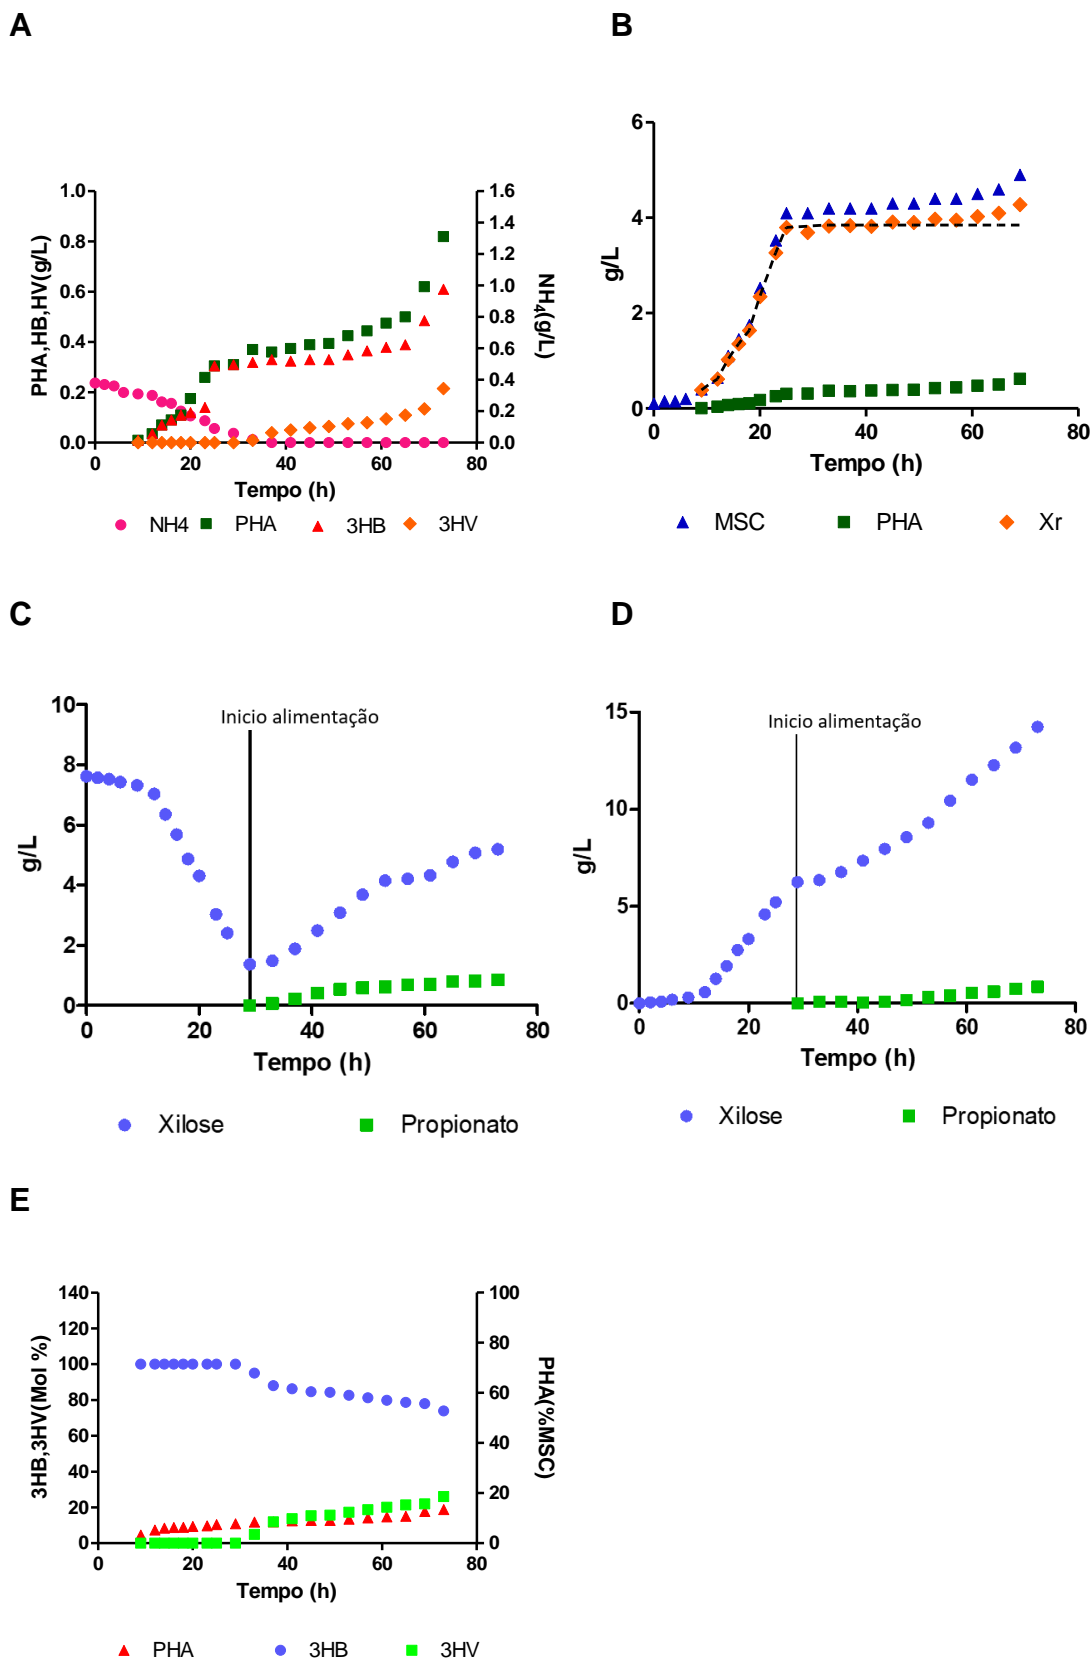 A
PHA,HB,HV(g/L)
1.0
0.8
0.6
0.4
0.2
0.0
1.6
1.4
1.2
1.0
0.8
0.6
0.4
0.2
0.0
NH4(g/L)
0 20 40 60 80
Tempo (h)
NH4 PHA 3HB 3HV
B
g/L
6
4
2
0
0 20 40 60 80
Tempo (h)
MSC PHA Xr
C
g/L
10
8
6
4
2
0
Inicio alimentação
0 20 40 60 80
Tempo (h)
Xilose Propionato
D
g/L
15
10
5
0
Inicio alimentação
0 20 40 60 80
Tempo (h)
Xilose Propionato
E
3HB,3HV(Mol %)
140
120
100
80
60
40
20
0
100
80
60
40
20
0
PHA(%MSC)
0 20 40 60 80
Tempo (h)
PHA 3HB 3HV